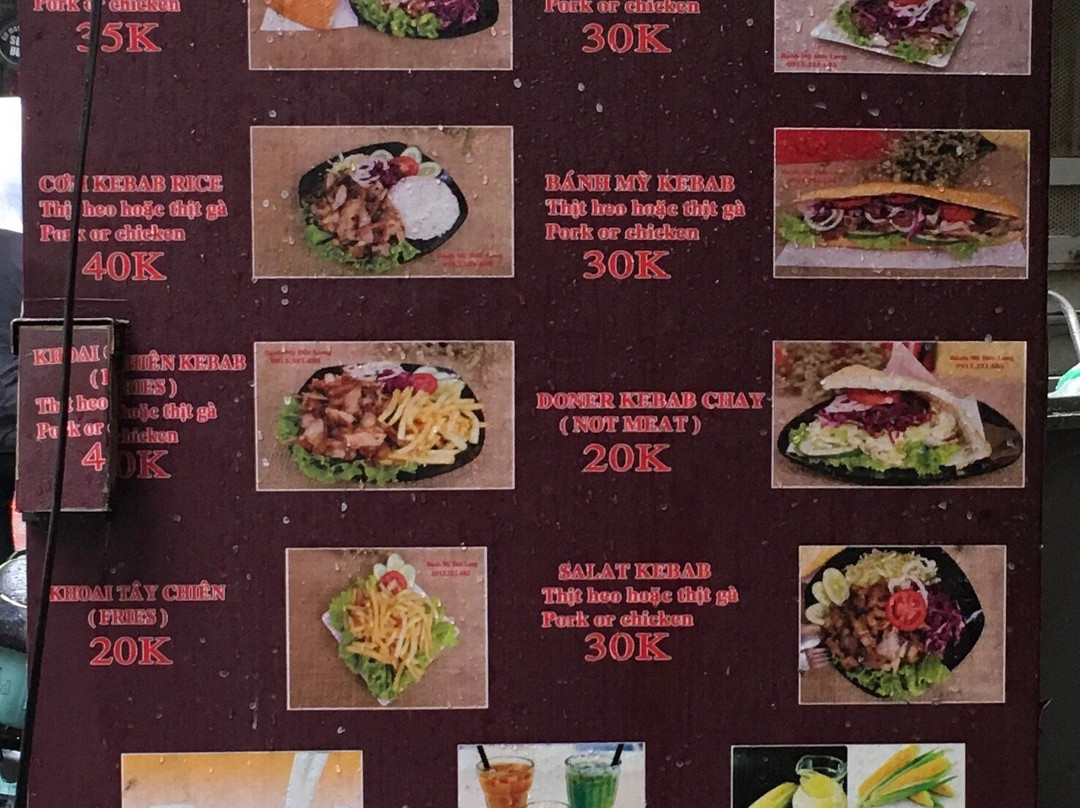 Pork or chicken
35K
Pork or chicken
30K
CƠM KEBAB RICE
Thịt heo hoặc thịt gà
Pork or chicken
40K
BÁNH MỲ KEBAB
Thịt heo hoặc thịt gà
Pork or chicken
30K
KHOAI CHIÊN KEBAB
( FRIES )
Thịt heo hoặc thịt gà
Pork or chicken
40K
DONER KEBAB CHAY
( NOT MEAT )
20K
KHOAI TÂY CHIÊN
( FRIES )
20K
SALAT KEBAB
Thịt heo hoặc thịt gà
Pork or chicken
30K